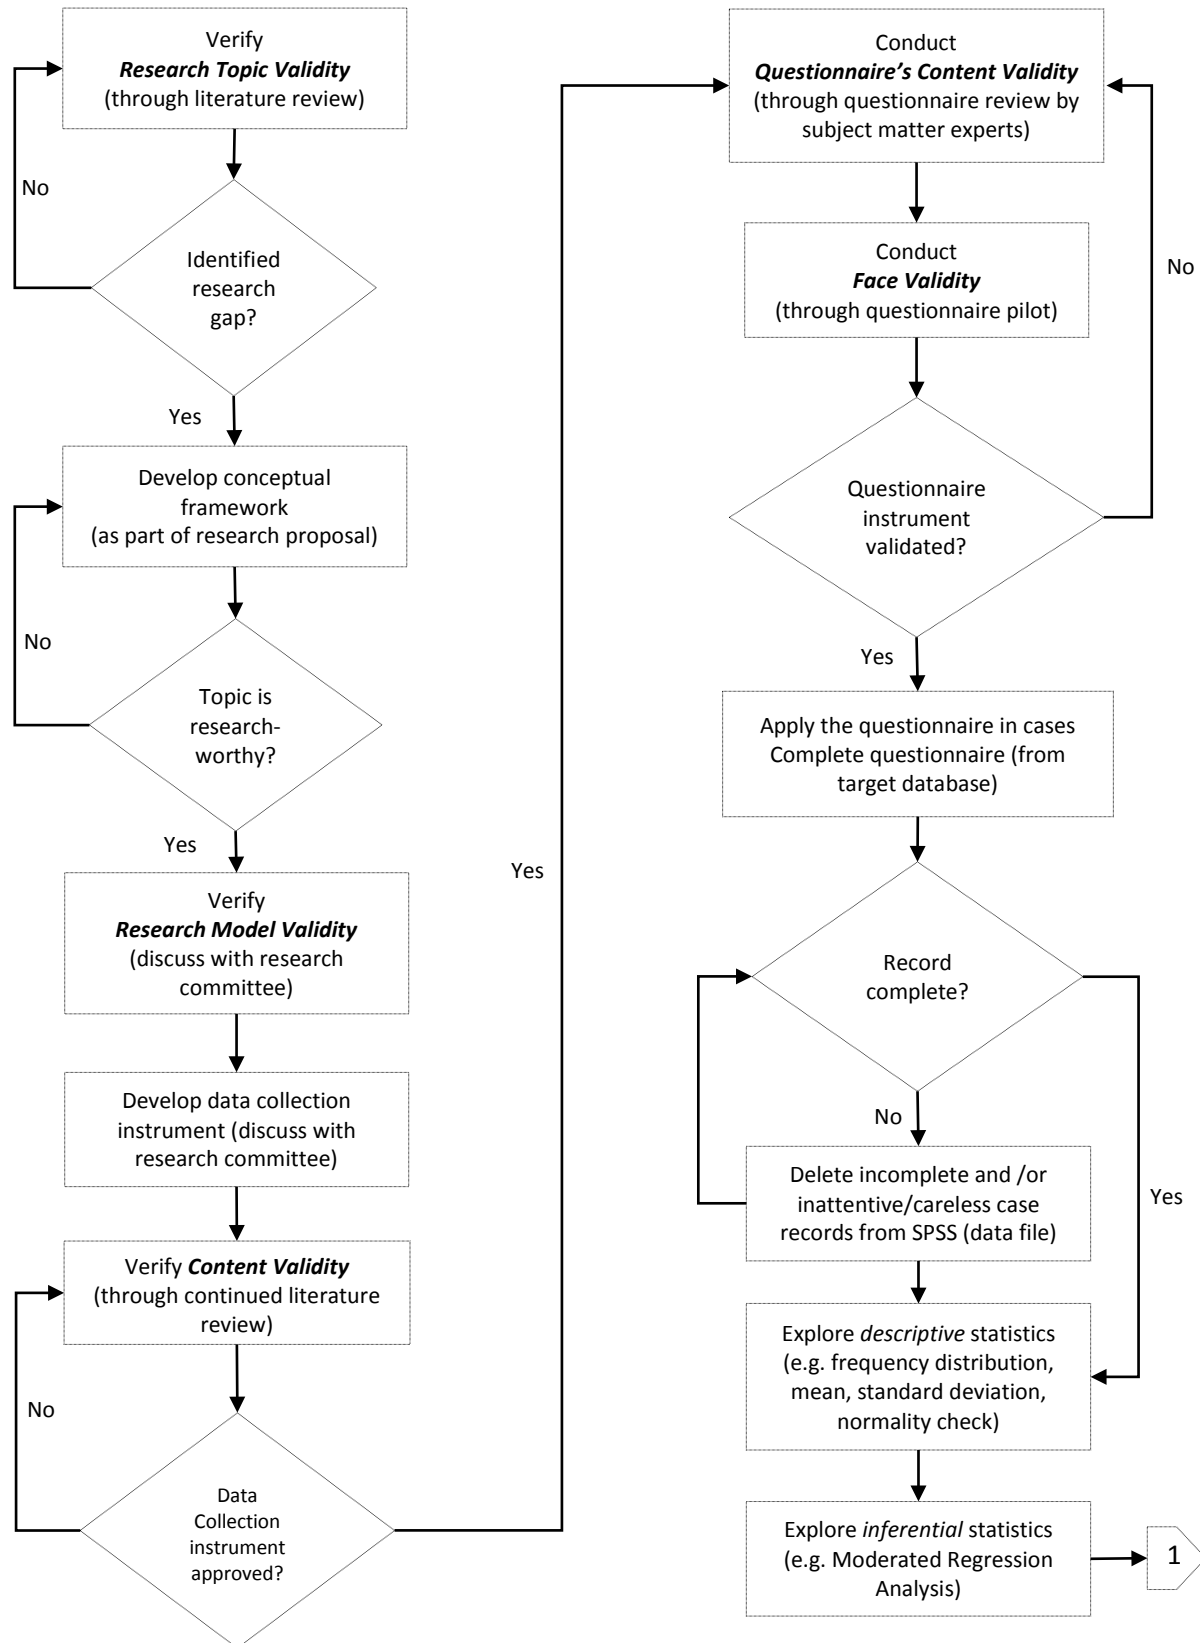 Verify
Research Topic Validity
(through literature review)
No
Identified
research
gap?
Yes
Develop conceptual
framework
(as part of research proposal)
No
Topic is
research-
worthy?
Yes
Verify
Research Model Validity
(discuss with research
committee)
Develop data collection
instrument (discuss with
research committee)
Verify Content Validity
(through continued literature
review)
No
Data
Collection
instrument
approved?
Yes
Conduct
Questionnaire’s Content Validity
(through questionnaire review by
subject matter experts)
Conduct
Face Validity
(through questionnaire pilot)
No
Questionnaire
instrument
validated?
Yes
Apply the questionnaire in cases
Complete questionnaire (from
target database)
Record
complete?
No
Yes
Delete incomplete and /or
inattentive/careless case
records from SPSS (data file)
Explore descriptive statistics
(e.g. frequency distribution,
mean, standard deviation,
normality check)
Explore inferential statistics
(e.g. Moderated Regression
Analysis)
1